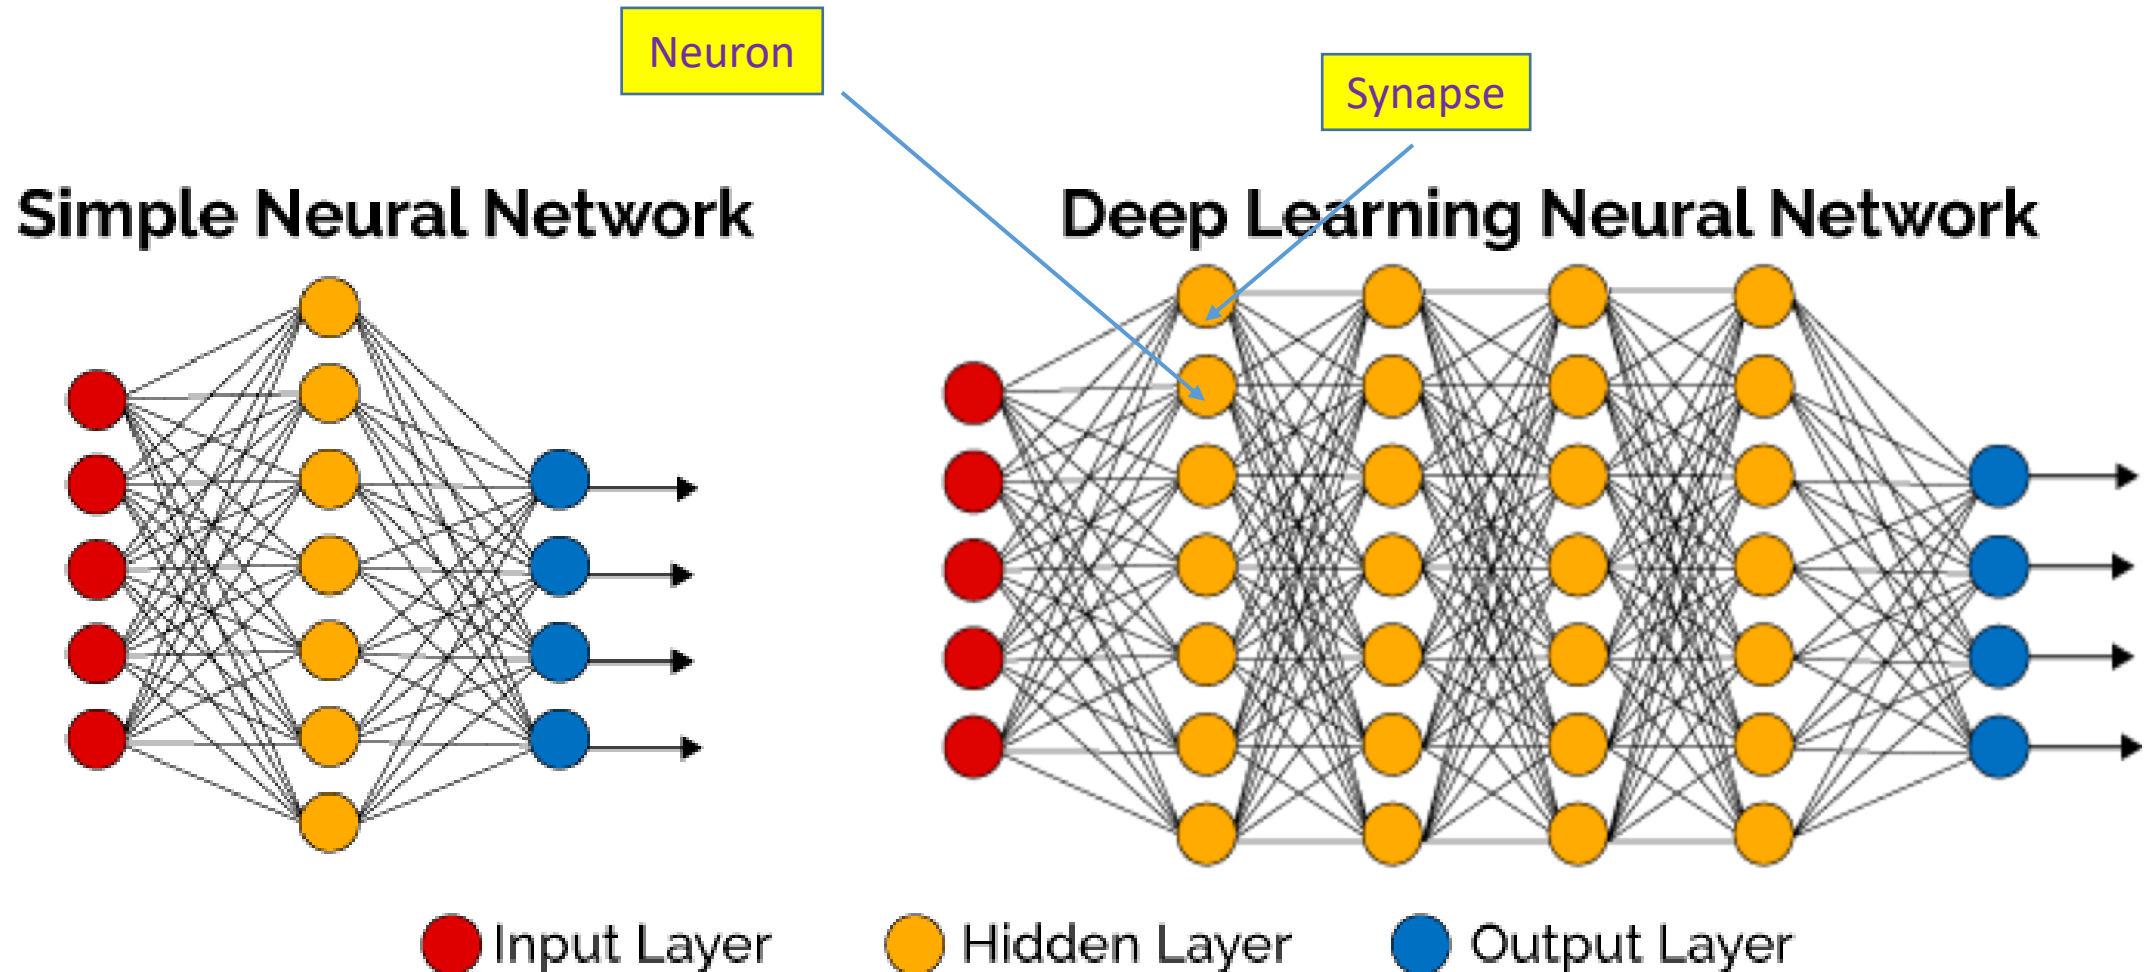 Neuron
Synapse
Simple Neural Network
Deep Learning Neural Network
Input Layer
Hidden Layer
Output Layer